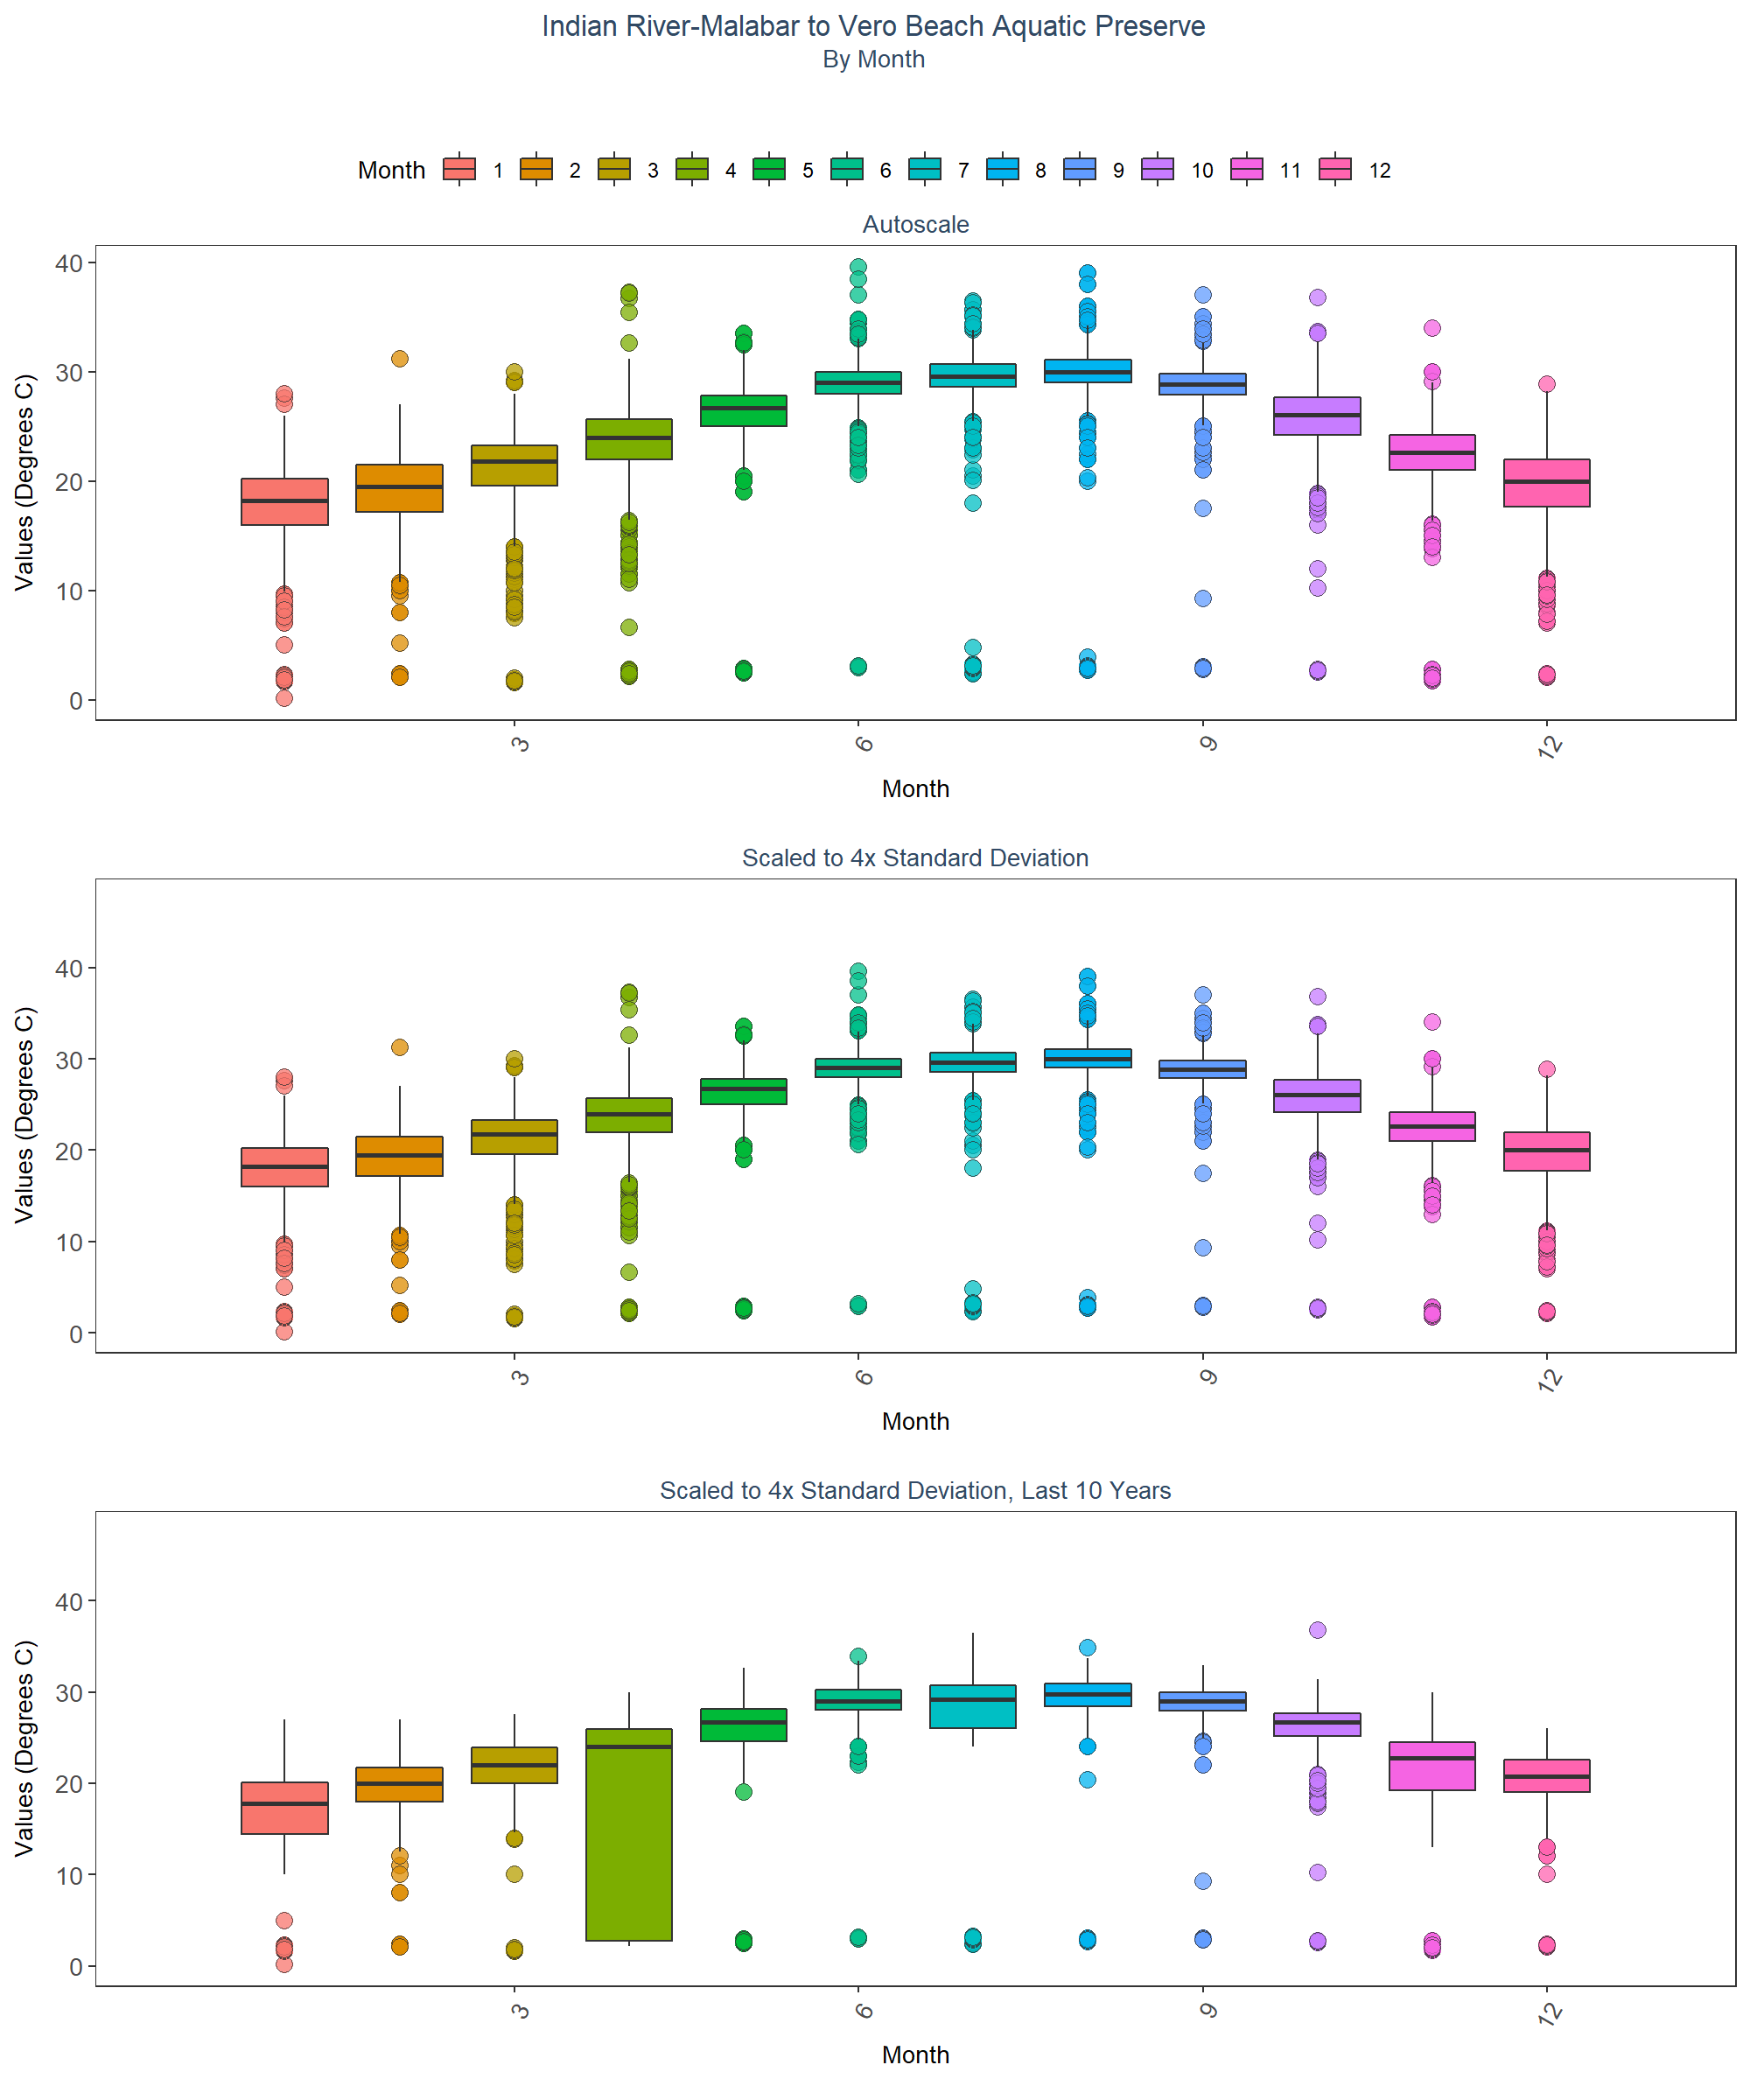 Indian River-Malabar to Vero Beach Aquatic Preserve
By Month
Month 1 2 3 4 5 6 7 8 9 10 11 12
Autoscale
Values (Degrees C)
40
30
20
10
0
3 6 9 12
Month
Scaled to 4x Standard Deviation
Values (Degrees C)
40
30
20
10
0
3 6 9 12
Month
Scaled to 4x Standard Deviation, Last 10 Years
Values (Degrees C)
40
30
20
10
0
3 6 9 12
Month